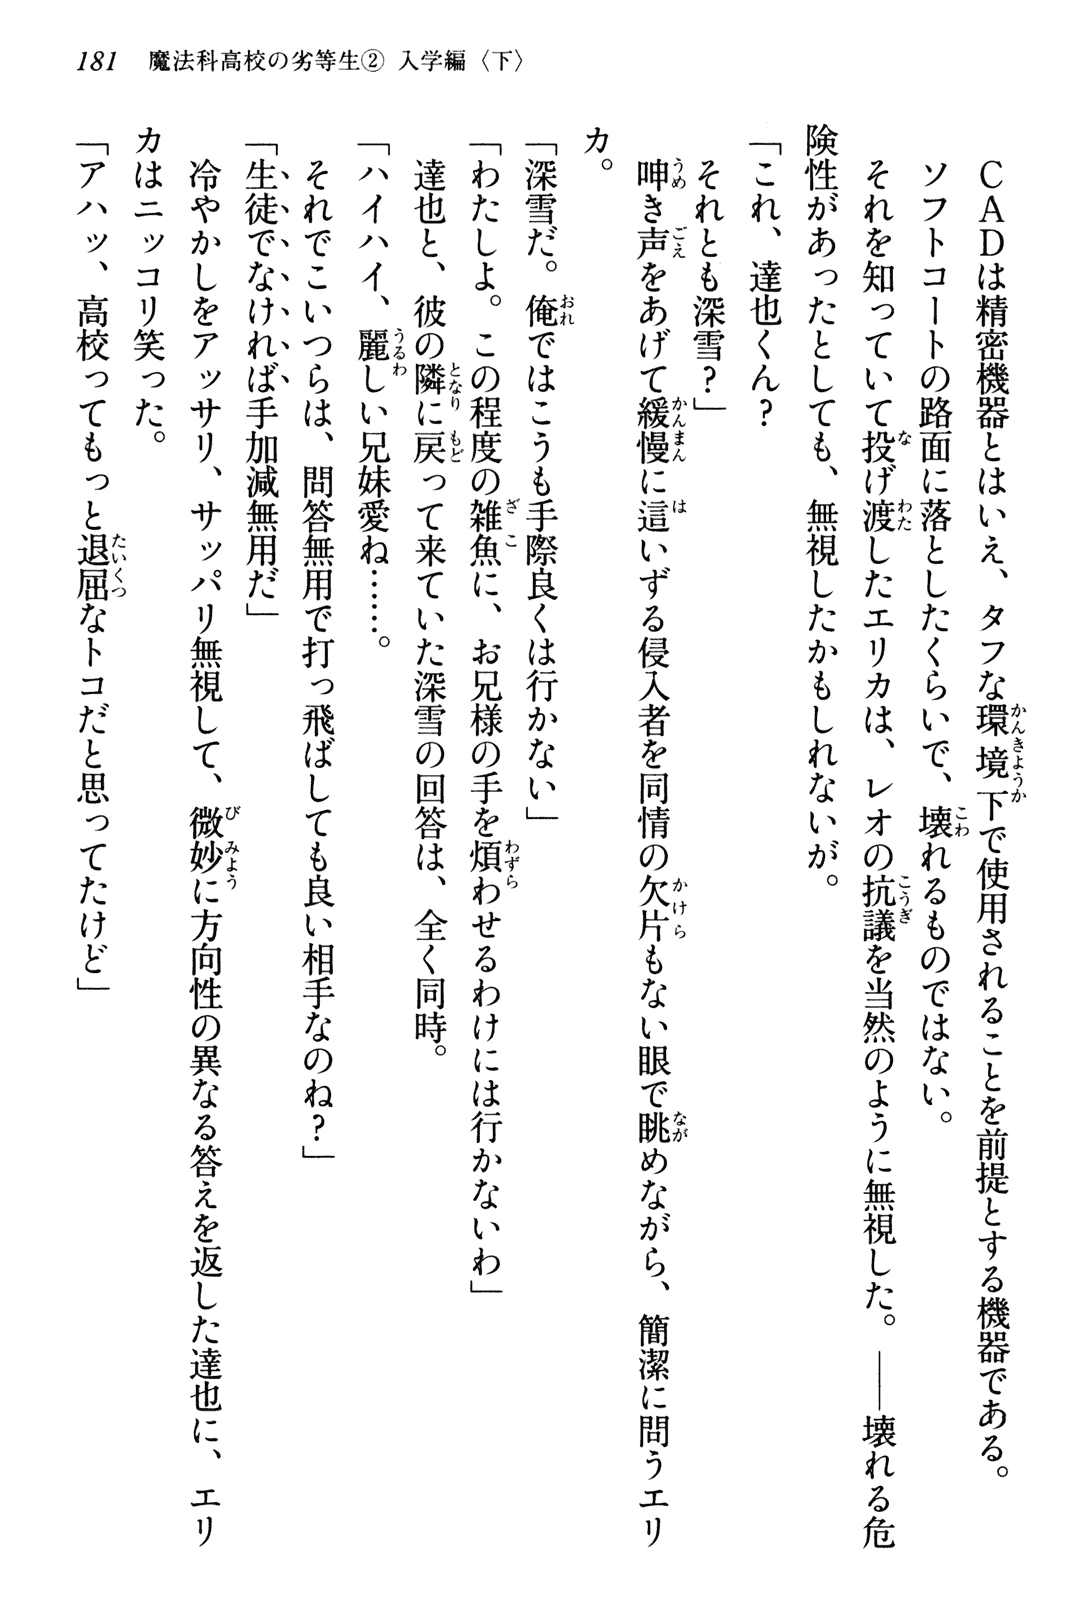 181　魔法科高校の劣等生② 入学編〈下〉
　ＣＡＤは精密機器とはいえ、タフな環境下で使用されることを前提とする機器である。
　ソフトコートの路面に落としたくらいで、壊れるものではない。
　それを知っていて投げ渡したエリカは、レオの抗議を当然のように無視した。――壊れる危
険性があったとしても、無視したかもしれないが。
「これ、達也くん？
　それとも深雪？」
　呻き声をあげて緩慢に這いずる侵入者を同情の欠片もない眼で眺めながら、簡潔に問うエリ
カ。
「深雪だ。俺ではこうも手際良くは行かない」
「わたしよ。この程度の雑魚に、お兄様の手を煩わせるわけには行かないわ」
　達也と、彼の隣に戻って来ていた深雪の回答は、全く同時。
「ハイハイ、麗しい兄妹愛ね……。
　それでこいつらは、問答無用で打っ飛ばしても良い相手なのね？」
「生徒でなければ手加減無用だ」
　冷やかしをアッサリ、サッパリ無視して、微妙に方向性の異なる答えを返した達也に、エリ
カはニッコリ笑った。
「アハッ、高校ってもっと退屈なトコだと思ってたけど」